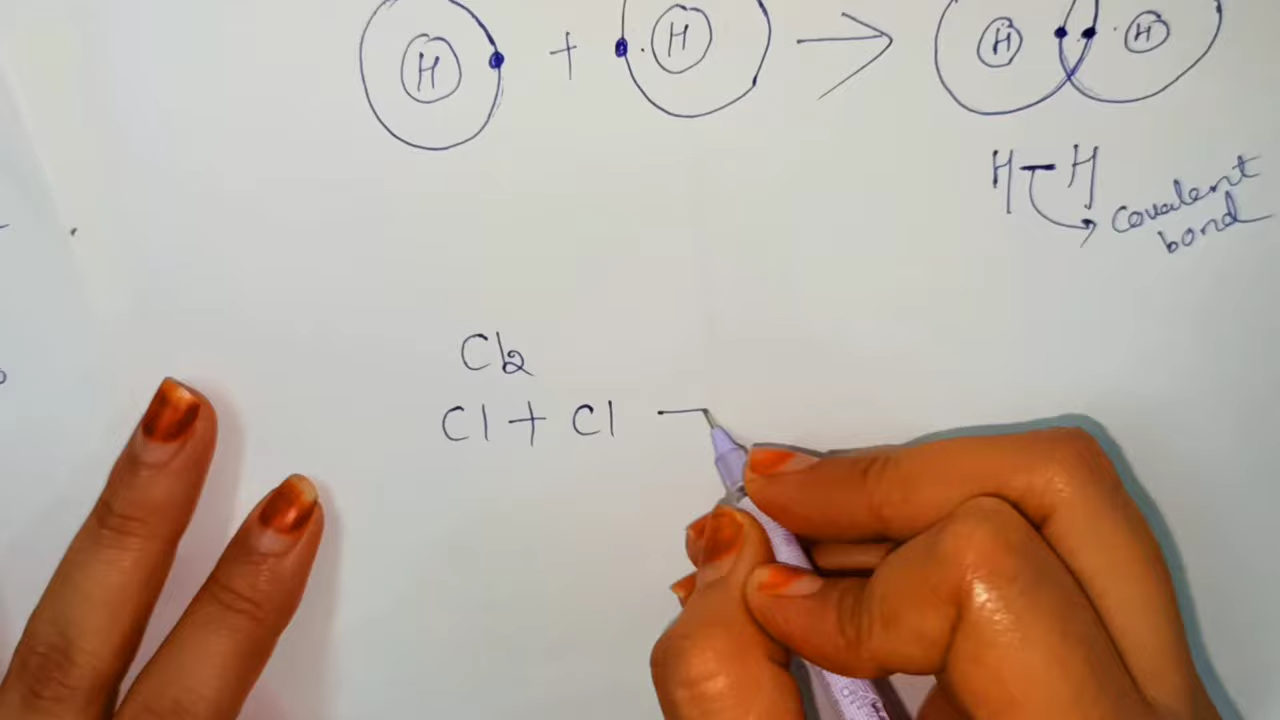 H + H → H H
H-H
covalent
bond
Cl2
Cl + Cl —